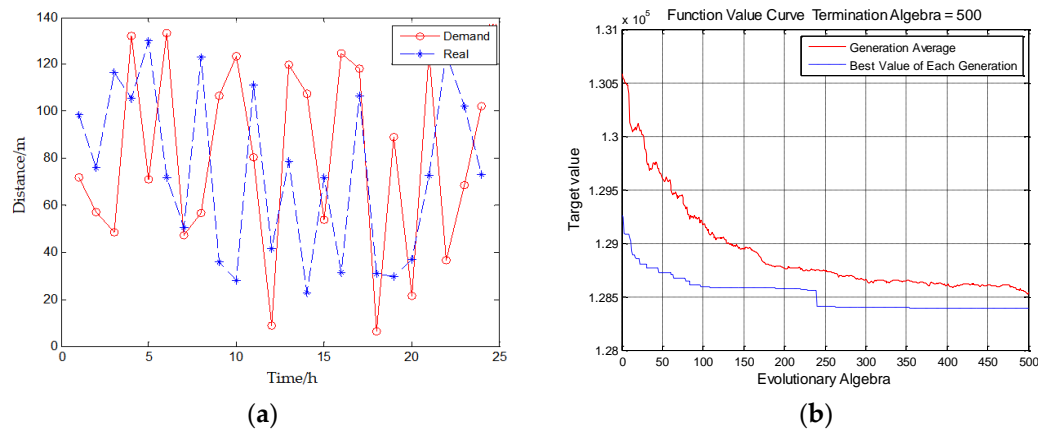 140
120
100
80
60
40
20
0
0 5 10 15 20 25
Distance/m
Time/h
Demand
Real
(a)
Function Value Curve Termination Algebra = 500
x 10^5
1.31
1.305
1.3
1.295
1.29
1.285
1.28
0 50 100 150 200 250 300 350 400 450 500
Target value
Evolutionary Algebra
Generation Average
Best Value of Each Generation
(b)